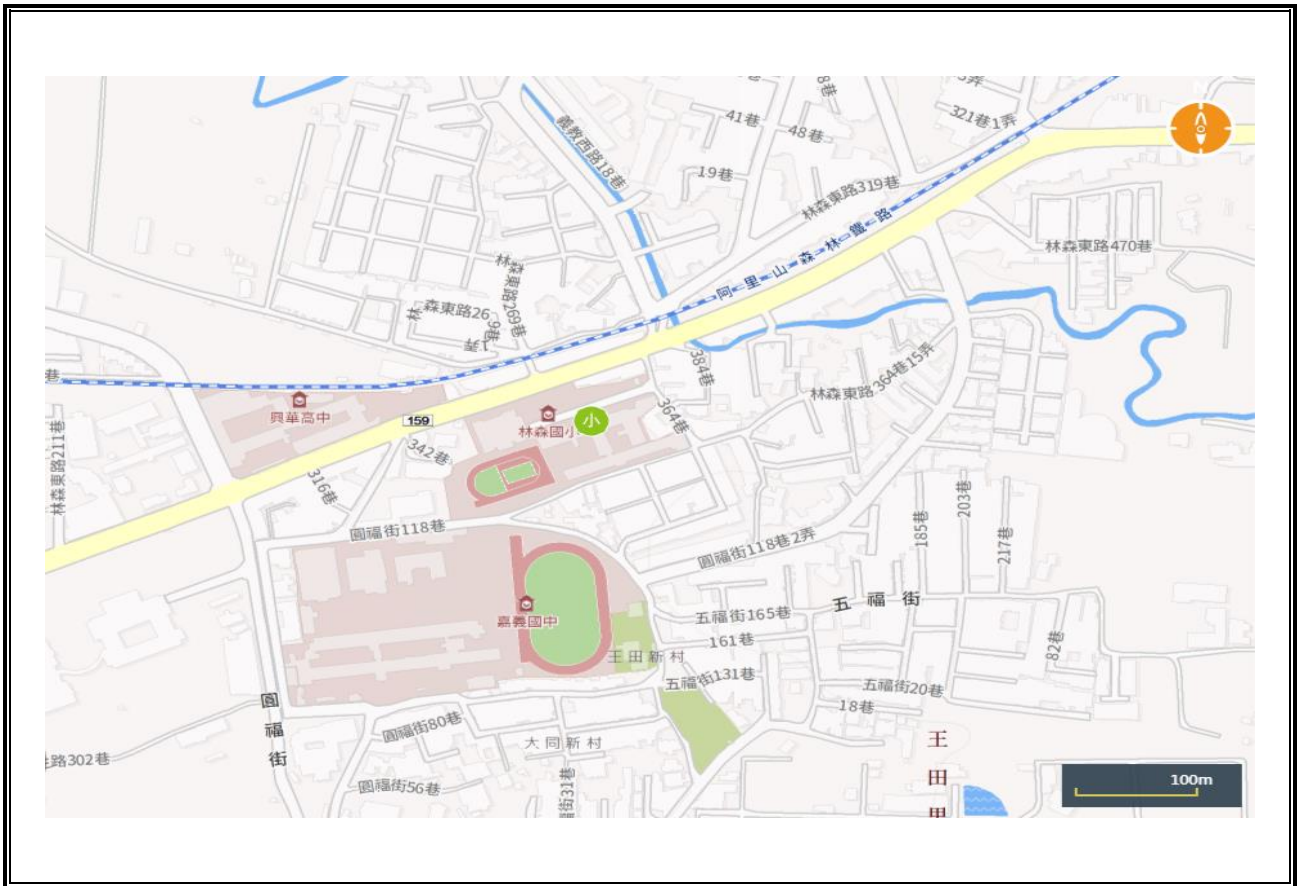 41巷
48巷
321巷1弄
義教西路18巷
19巷
林森東路319巷
阿里山森林鐵路
林森東路470巷
林森東路269巷
林森東路26
9巷
1弄
384巷
林森東路364巷15弄
364巷
興華高中
159
林森國小
小
342巷
316巷
林森東路211巷
圓福街118巷
圓福街118巷2弄
185巷
203巷
217巷
嘉義國中
五福街165巷
五福街
161巷
王田新村
五福街131巷
82巷
五福街20巷
18巷
圓福街
圓福街80巷
大同新村
王田里
路302巷
圓福街56巷
街31巷
100m